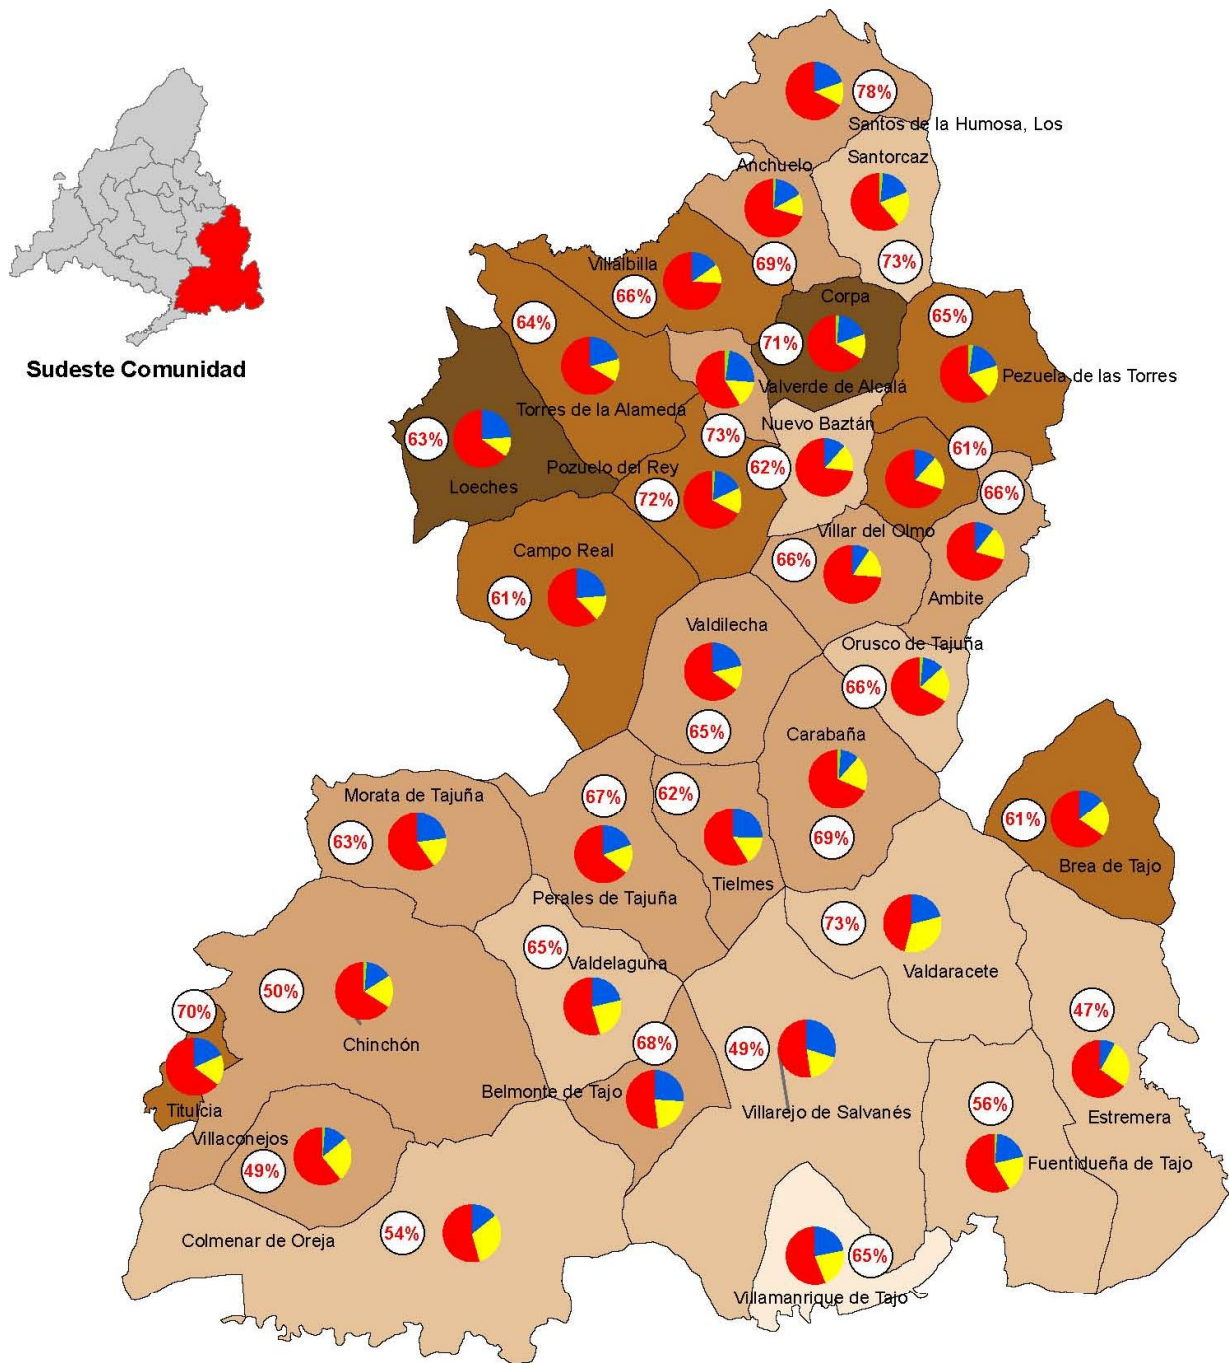 Sudeste Comunidad
78%
Santos de la Humosa, Los
Anchuelo
Santorcaz
69%
73%
Villalbilla
66%
Corpa
71%
65%
Pezuela de las Torres
64%
Torres de la Alameda
Valverde de Alcalá
73%
63%
Loeches
Nuevo Baztán
62%
61%
66%
Pozuelo del Rey
72%
Villar del Olmo
66%
Ambite
Campo Real
61%
Valdilecha
65%
Orusco de Tajuña
66%
Carabaña
69%
Morata de Tajuña
63%
67%
Perales de Tajuña
62%
Tielmes
61%
Brea de Tajo
73%
Valdaracete
65%
Valdelaguna
50%
Chinchón
70%
Titulcia
47%
Estremera
68%
Belmonte de Tajo
49%
Villarejo de Salvanés
56%
Fuentidueña de Tajo
Villaconejos
49%
54%
Colmenar de Oreja
65%
Villamanrique de Tajo